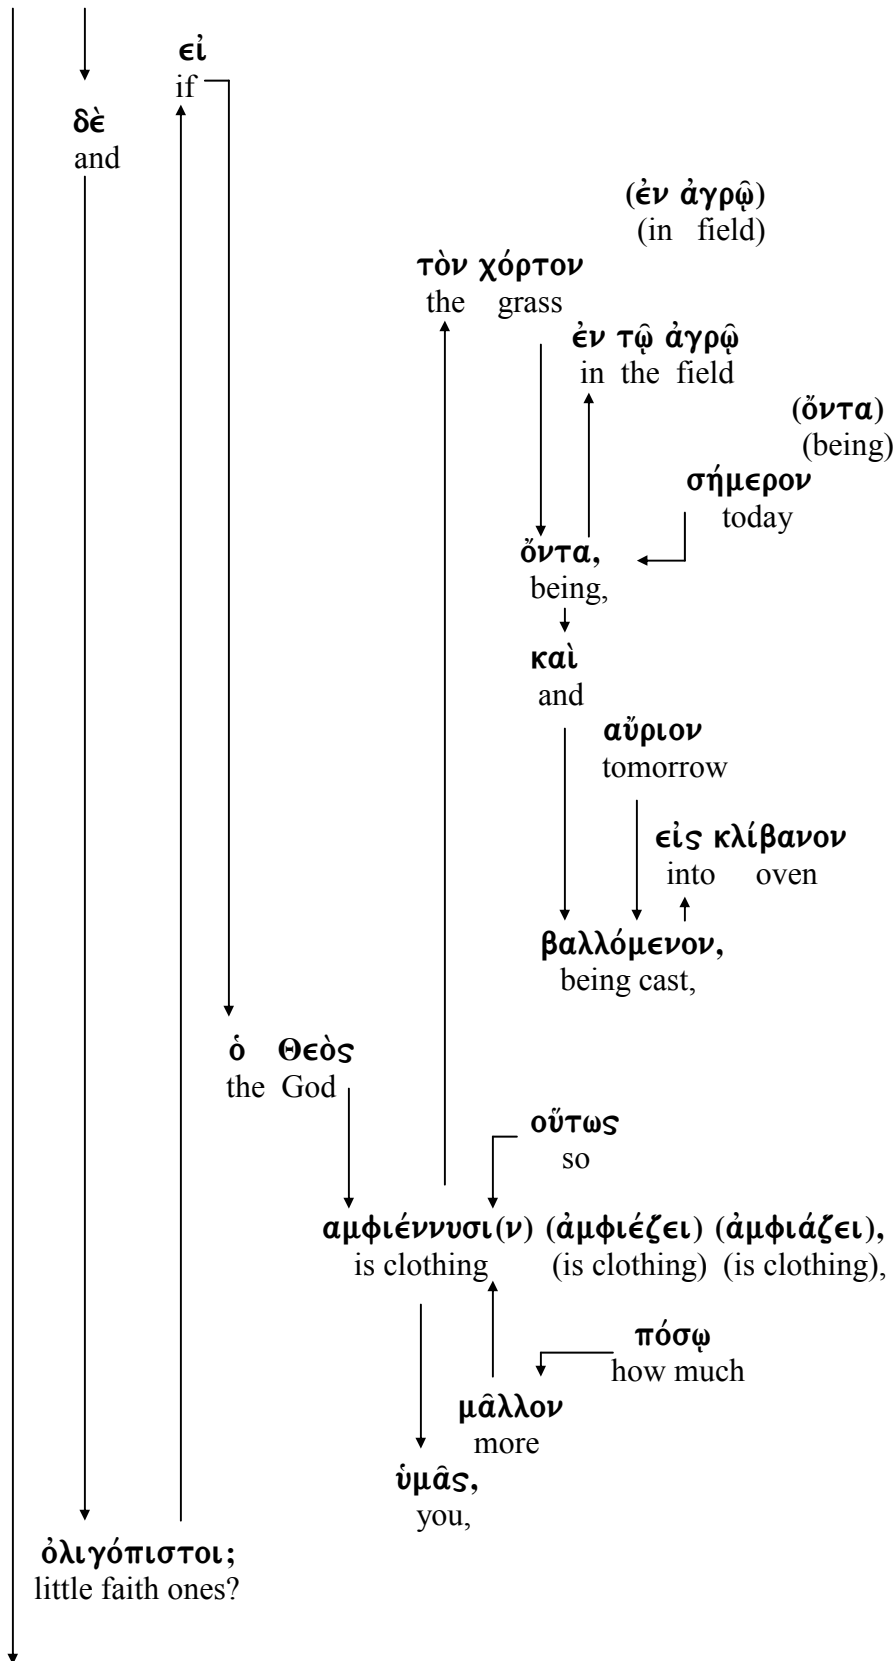 εἰ
if
δὲ
and
(ἐν ἀγρῷ)
(in field)
τὸν χόρτον
the grass
ἐν τῷ ἀγρῷ
in the field
(ὄντα)
(being)
σήμερον
today
ὄντα,
being,
καὶ
and
αὔριον
tomorrow
εἰς κλίβανον
into oven
βαλλόμενον,
being cast,
ὁ Θεὸς
the God
οὕτως
so
αμφιέννυσι(ν) (ἀμφιέζει) (ἀμφιάζει),
is clothing (is clothing) (is clothing),
πόσῳ
how much
μᾶλλον
more
ὑμᾶς,
you,
ὀλιγόπιστοι;
little faith ones?